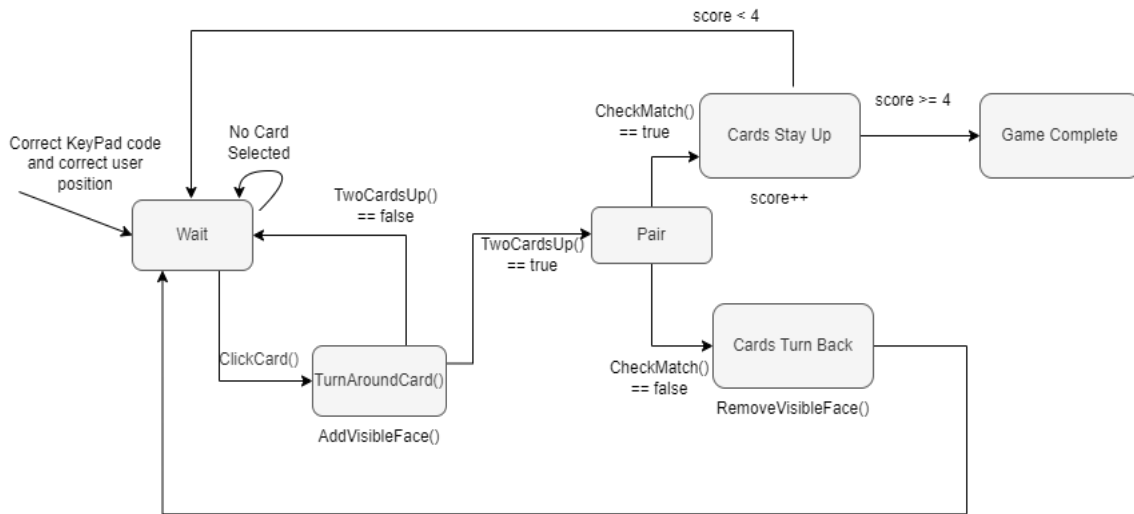 score < 4
CheckMatch()
== true
Cards Stay Up
score >= 4
Game Complete
score++
Correct KeyPad code
and correct user
position
No Card
Selected
Wait
TwoCardsUp()
== false
TwoCardsUp()
== true
Pair
ClickCard()
TurnAroundCard()
AddVisibleFace()
CheckMatch()
== false
Cards Turn Back
RemoveVisibleFace()